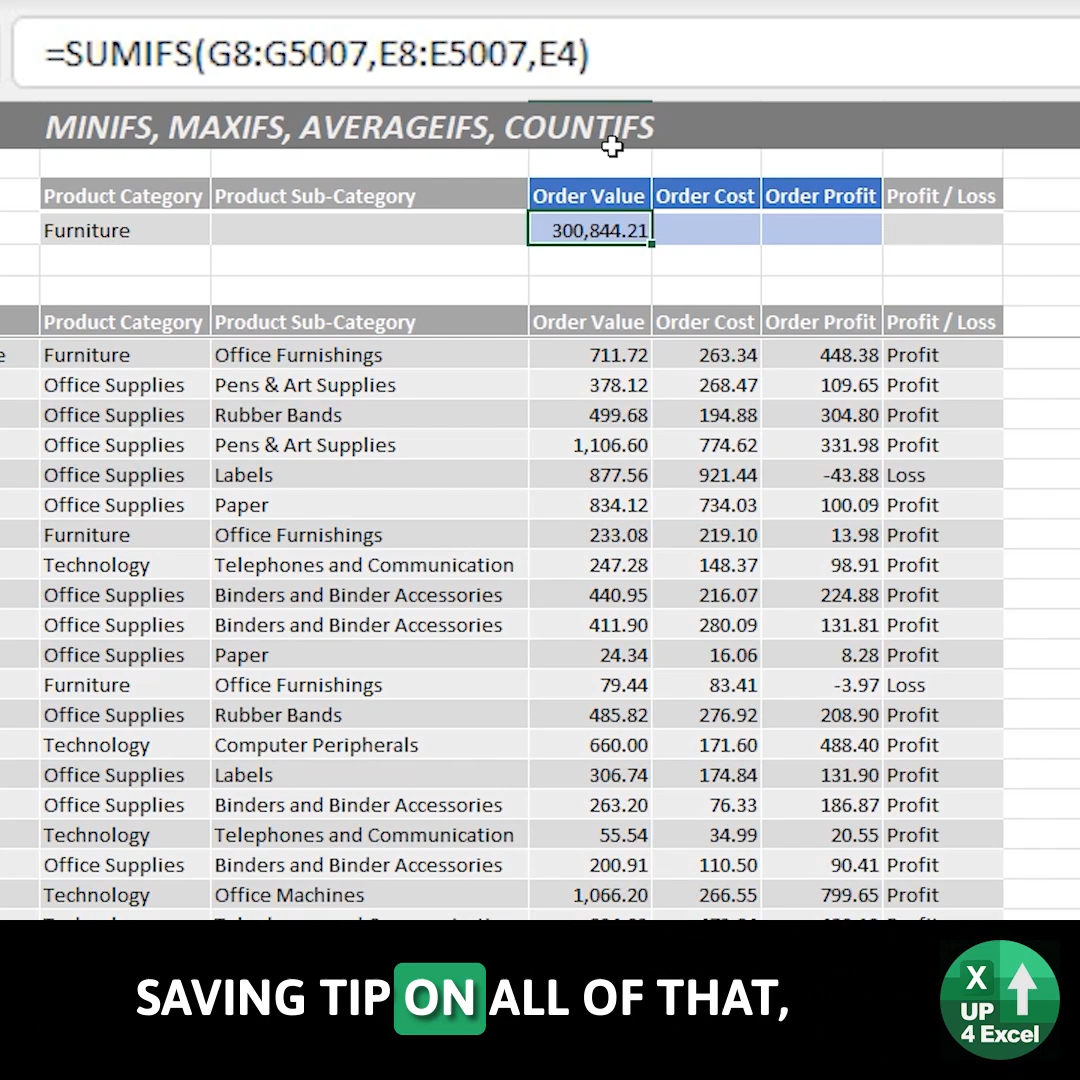 =SUMIFS(G8:G5007,E8:E5007,E4)
MINIFS, MAXIFS, AVERAGEIFS, COUNTIFS
Product Category Product Sub-Category Order Value Order Cost Order Profit Profit / Loss
Furniture 300,844.21
Product Category Product Sub-Category Order Value Order Cost Order Profit Profit / Loss
e Furniture Office Furnishings 711.72 263.34 448.38 Profit
Office Supplies Pens & Art Supplies 378.12 268.47 109.65 Profit
Office Supplies Rubber Bands 499.68 194.88 304.80 Profit
Office Supplies Pens & Art Supplies 1,106.60 774.62 331.98 Profit
Office Supplies Labels 877.56 921.44 -43.88 Loss
Office Supplies Paper 834.12 734.03 100.09 Profit
Furniture Office Furnishings 233.08 219.10 13.98 Profit
Technology Telephones and Communication 247.28 148.37 98.91 Profit
Office Supplies Binders and Binder Accessories 440.95 216.07 224.88 Profit
Office Supplies Binders and Binder Accessories 411.90 280.09 131.81 Profit
Office Supplies Paper 24.34 16.06 8.28 Profit
Furniture Office Furnishings 79.44 83.41 -3.97 Loss
Office Supplies Rubber Bands 485.82 276.92 208.90 Profit
Technology Computer Peripherals 660.00 171.60 488.40 Profit
Office Supplies Labels 306.74 174.84 131.90 Profit
Office Supplies Binders and Binder Accessories 263.20 76.33 186.87 Profit
Technology Telephones and Communication 55.54 34.99 20.55 Profit
Office Supplies Binders and Binder Accessories 200.91 110.50 90.41 Profit
Technology Office Machines 1,066.20 266.55 799.65 Profit
SAVING TIP ON ALL OF THAT,
X
UP
4 Excel